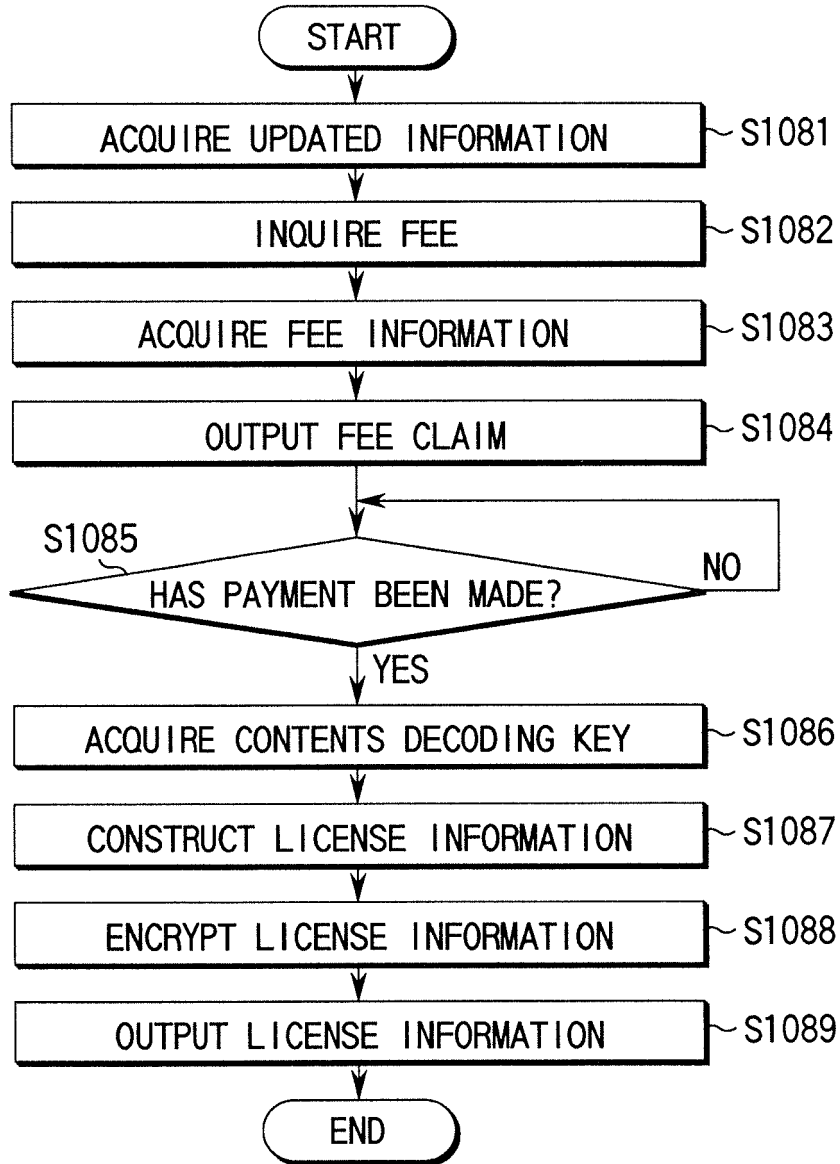 START
ACQUIRE UPDATED INFORMATION
S1081
INQUIRE FEE
S1082
ACQUIRE FEE INFORMATION
S1083
OUTPUT FEE CLAIM
S1084
S1085
HAS PAYMENT BEEN MADE?
NO
YES
ACQUIRE CONTENTS DECODING KEY
S1086
CONSTRUCT LICENSE INFORMATION
S1087
ENCRYPT LICENSE INFORMATION
S1088
OUTPUT LICENSE INFORMATION
S1089
END